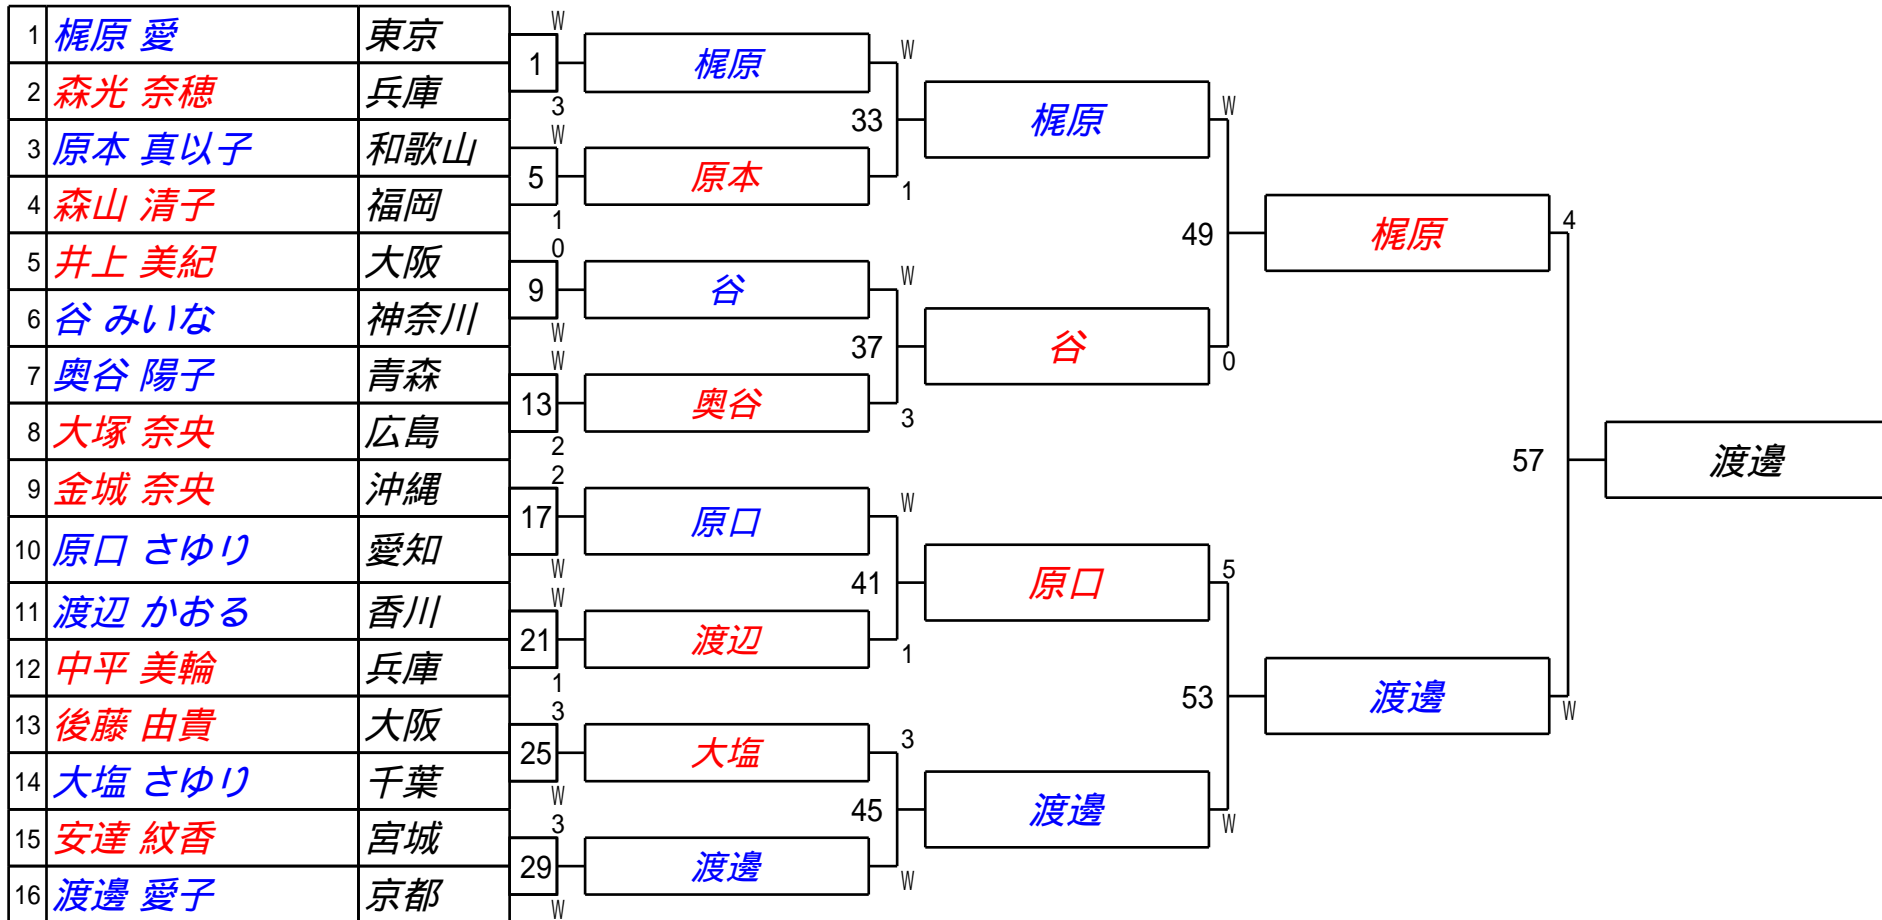 1 梶原 愛 東京
2 森光 奈穂 兵庫
3 原本 真以子 和歌山
4 森山 清子 福岡
5 井上 美紀 大阪
6 谷 みいな 神奈川
7 奥谷 陽子 青森
8 大塚 奈央 広島
9 金城 奈央 沖縄
10 原口 さゆり 愛知
11 渡辺 かおる 香川
12 中平 美輪 兵庫
13 後藤 由貴 大阪
14 大塩 さゆり 千葉
15 安達 紋香 宮城
16 渡邊 愛子 京都
W
1
3
W
5
1
0
9
W
W
13
2
2
17
W
W
21
1
3
25
W
3
29
W
梶原
W
33
原本
1
谷
W
37
奥谷
3
原口
W
41
渡辺
1
大塩
3
45
渡邊
W
梶原
W
49
谷
0
原口
5
53
渡邊
W
梶原
4
57
渡邊
W
渡邊